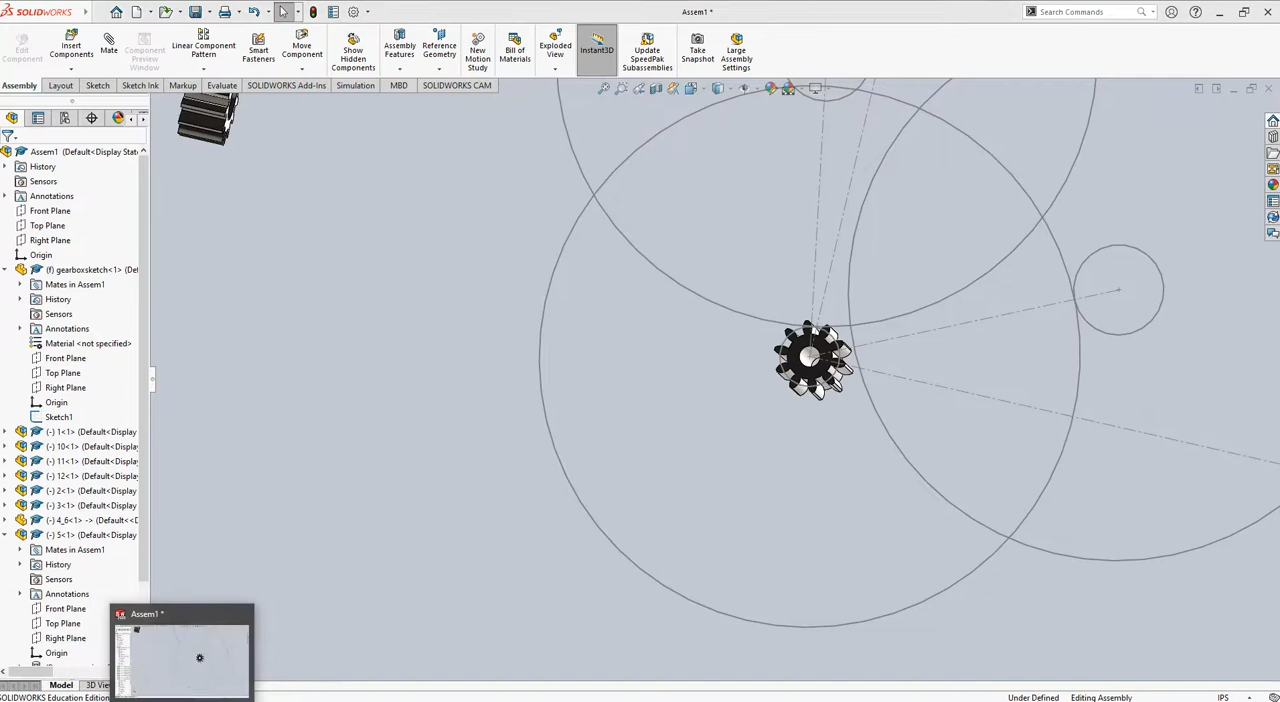 SOLIDWORKS
Assem1 *
Search Commands
Edit Component
Insert Components
Mate
Component Preview Window
Linear Component Pattern
Smart Fasteners
Move Component
Show Hidden Components
Assembly Features
Reference Geometry
New Motion Study
Bill of Materials
Exploded View
Instant3D
Update SpeedPak Subassemblies
Take Snapshot
Large Assembly Settings
Assembly
Layout
Sketch
Sketch Ink
Markup
Evaluate
SOLIDWORKS Add-Ins
Simulation
MBD
SOLIDWORKS CAM
Assem1 (Default<Display State
History
Sensors
Annotations
Front Plane
Top Plane
Right Plane
Origin
(f) gearboxsketch<1> (Def
Mates in Assem1
History
Sensors
Annotations
Material <not specified>
Front Plane
Top Plane
Right Plane
Origin
Sketch1
(-) 1<1> (Default<Display
(-) 10<1> (Default<Display
(-) 11<1> (Default<Display
(-) 12<1> (Default<Display
(-) 2<1> (Default<Display
(-) 3<1> (Default<Display
(-) 4_6<1> -> (Default<<D
(-) 5<1> (Default<Display
Mates in Assem1
History
Sensors
Annotations
Front Plane
Top Plane
Right Plane
Origin
Assem1 *
Model
3D Vie
SOLIDWORKS Education Edition
Under Defined
Editing Assembly
IPS